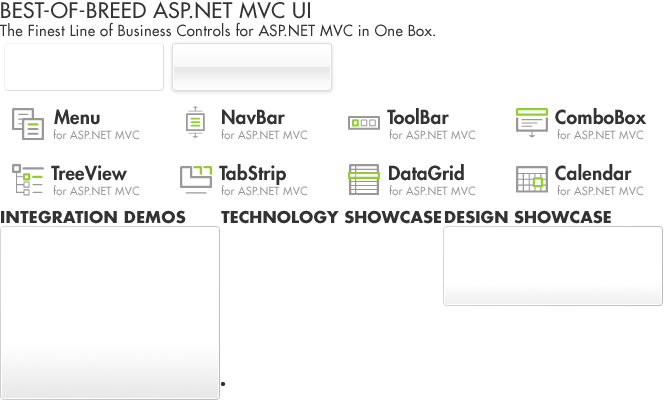 BEST-OF-BREED ASP.NET MVC UI
The Finest Line of Business Controls for ASP.NET MVC in One Box.
Menu NavBar ToolBar ComboBox
for ASP.NET MVC for ASP.NET MVC for ASP.NET MVC for ASP.NET MVC
TreeView TabStrip DataGrid Calendar
for ASP.NET MVC for ASP.NET MVC for ASP.NET MVC for ASP.NET MVC
INTEGRATION DEMOS TECHNOLOGY SHOWCASE DESIGN SHOWCASE